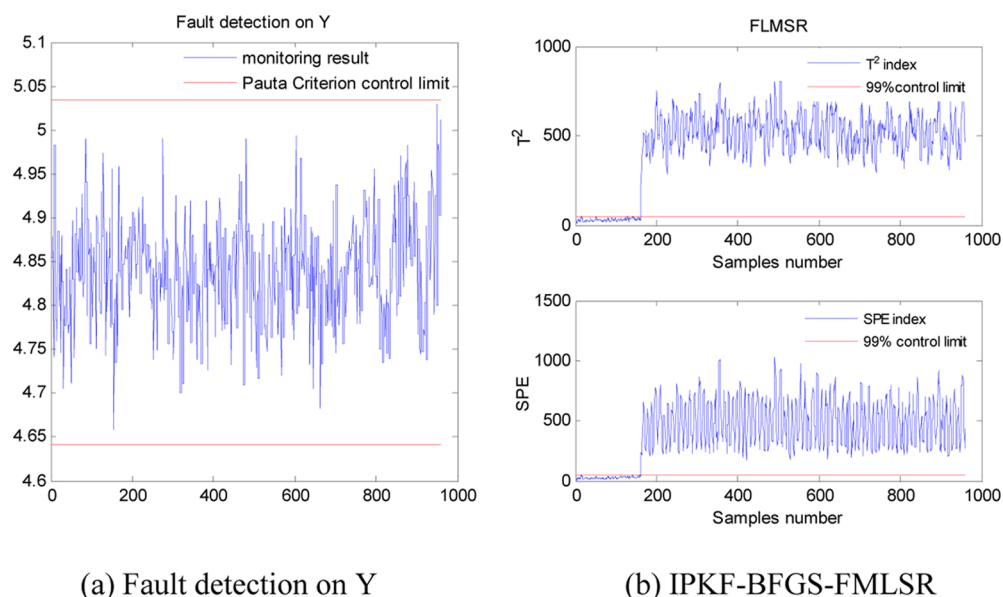 Fault detection on Y
5.1
5.05
5
4.95
4.9
4.85
4.8
4.75
4.7
4.65
4.6
monitoring result
Pauta Criterion control limit
0 200 400 600 800 1000
(a) Fault detection on Y
FLMSR
1000
500
0
T²
T² index
99%control limit
0 200 400 600 800 1000
Samples number
1500
1000
500
0
SPE
SPE index
99% control limit
0 200 400 600 800 1000
Samples number
(b) IPKF-BFGS-FMLSR